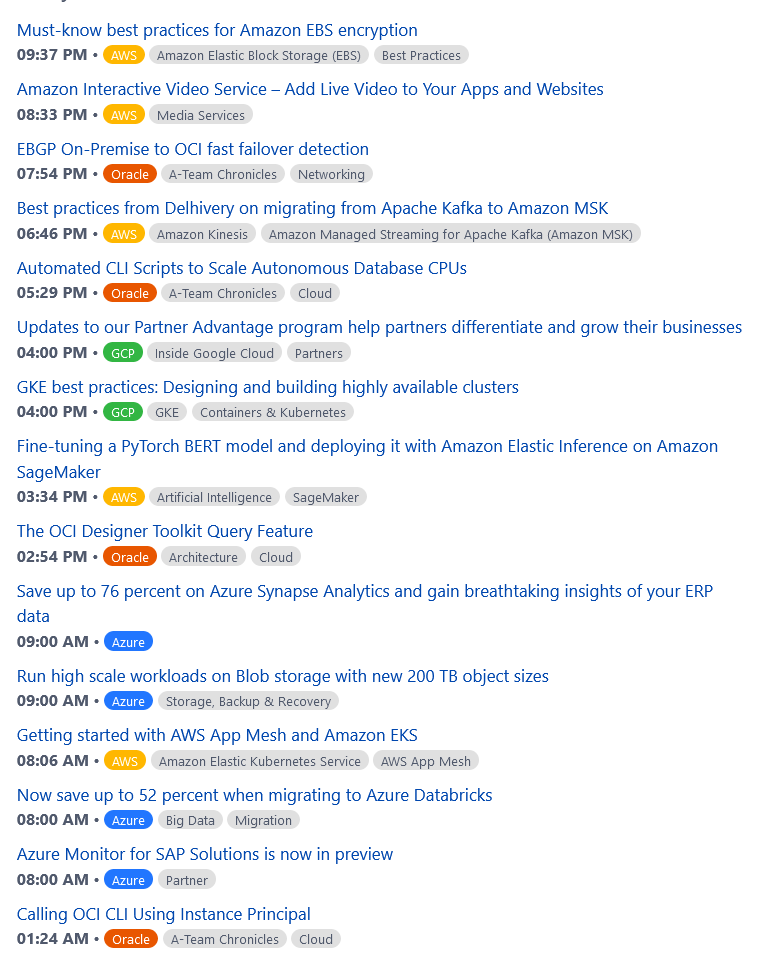 Must-know best practices for Amazon EBS encryption
09:37 PM • AWS Amazon Elastic Block Storage (EBS) Best Practices
Amazon Interactive Video Service – Add Live Video to Your Apps and Websites
08:33 PM • AWS Media Services
EBGP On-Premise to OCI fast failover detection
07:54 PM • Oracle A-Team Chronicles Networking
Best practices from Delhivery on migrating from Apache Kafka to Amazon MSK
06:46 PM • AWS Amazon Kinesis Amazon Managed Streaming for Apache Kafka (Amazon MSK)
Automated CLI Scripts to Scale Autonomous Database CPUs
05:29 PM • Oracle A-Team Chronicles Cloud
Updates to our Partner Advantage program help partners differentiate and grow their businesses
04:00 PM • GCP Inside Google Cloud Partners
GKE best practices: Designing and building highly available clusters
04:00 PM • GCP GKE Containers & Kubernetes
Fine-tuning a PyTorch BERT model and deploying it with Amazon Elastic Inference on Amazon
SageMaker
03:34 PM • AWS Artificial Intelligence SageMaker
The OCI Designer Toolkit Query Feature
02:54 PM • Oracle Architecture Cloud
Save up to 76 percent on Azure Synapse Analytics and gain breathtaking insights of your ERP
data
09:00 AM • Azure
Run high scale workloads on Blob storage with new 200 TB object sizes
09:00 AM • Azure Storage, Backup & Recovery
Getting started with AWS App Mesh and Amazon EKS
08:06 AM • AWS Amazon Elastic Kubernetes Service AWS App Mesh
Now save up to 52 percent when migrating to Azure Databricks
08:00 AM • Azure Big Data Migration
Azure Monitor for SAP Solutions is now in preview
08:00 AM • Azure Partner
Calling OCI CLI Using Instance Principal
01:24 AM • Oracle A-Team Chronicles Cloud